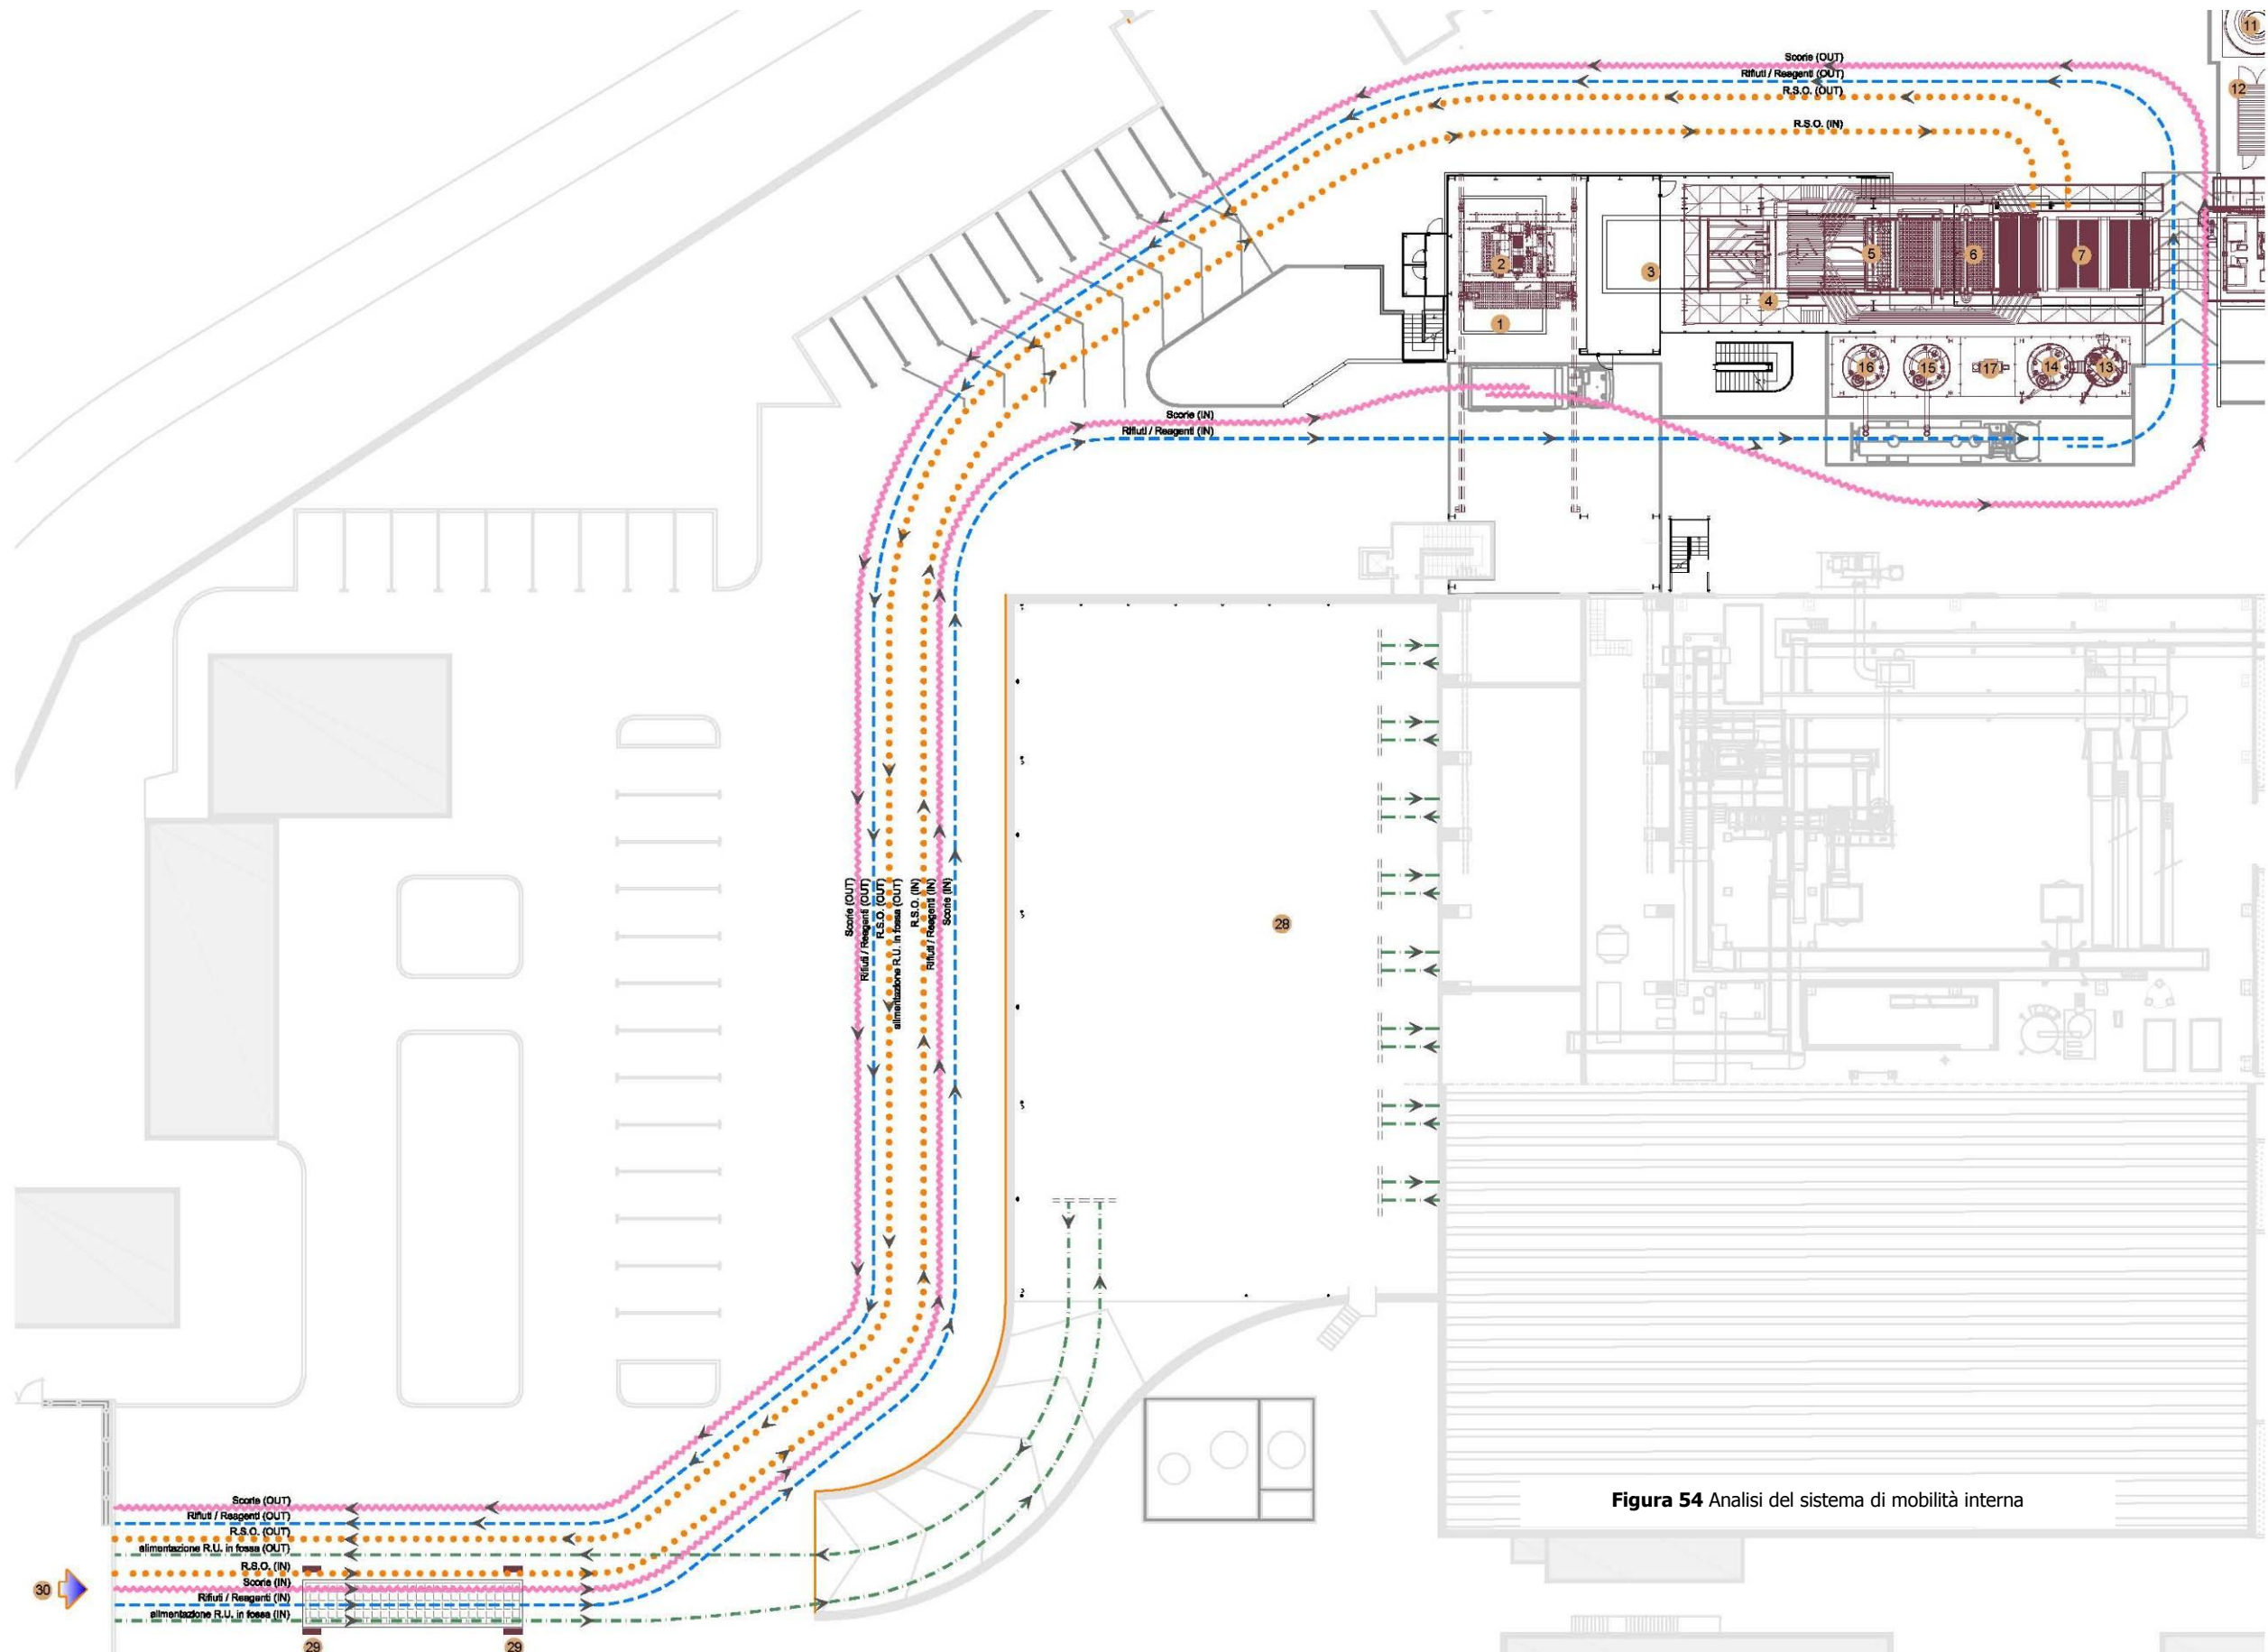 11
Scorie (OUT)
Rifiuti / Reagenti (OUT)
12
R.S.O. (OUT)
R.S.O. (IN)
2
3
5
6
7
4
1
16
15
17
14
13
Scorie (IN)
Rifiuti / Reagenti (IN)
Scorie (OUT)
Rifiuti / Reagenti (OUT)
R.S.O. (OUT)
alimentazione R.U. in fossa (OUT)
R.S.O. (IN)
Rifiuti / Reagenti (IN)
Scorie (IN)
28
Figura 54 Analisi del sistema di mobilità interna
Scorie (OUT)
Rifiuti / Reagenti (OUT)
R.S.O. (OUT)
alimentazione R.U. in fossa (OUT)
R.S.O. (IN)
30
Scorie (IN)
Rifiuti / Reagenti (IN)
alimentazione R.U. in fossa (IN)
29
29